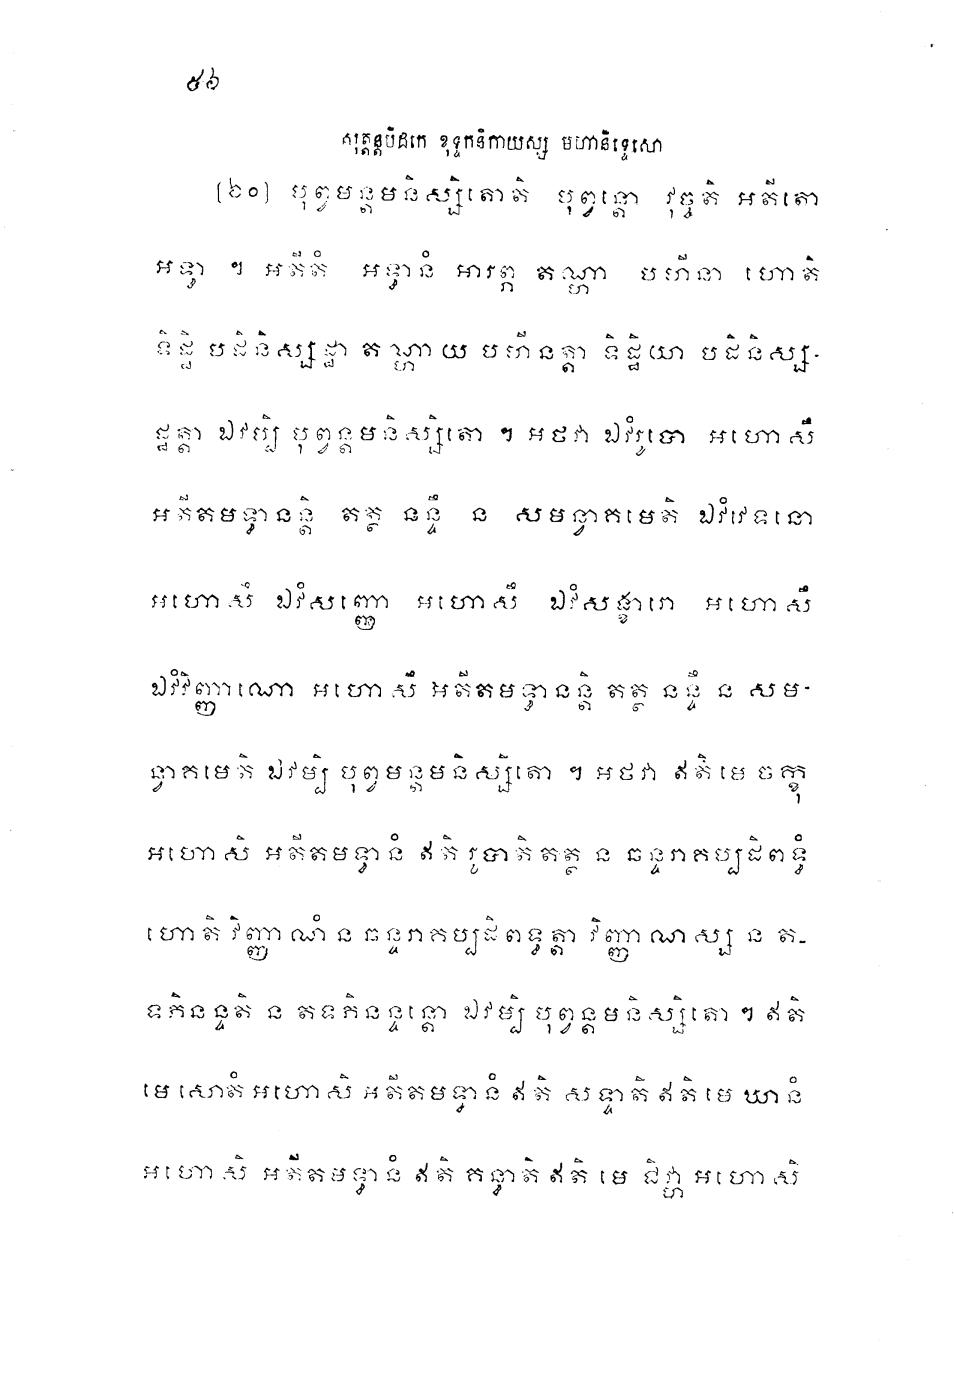 ៥៦
សុត្តន្តបិដកេ ខុទ្ទកនិកាយស្ស មហានិទ្ទេសោ
[៦០] បុព្វមន្តមនិស្សិតោតិ បុព្វន្តោ វុច្ចតិ អតីតោ
អទ្ធា ។ អតីតំ អទ្ធានំ អារព្ភ តណ្ហា បហីនា ហោតិ
ទិដ្ឋិ បដិនិស្សដ្ឋា តណ្ហាយ បហីនត្តា ទិដ្ឋិយា បដិនិស្ស-
ដ្ឋត្តា ឯវម្បិ បុព្វន្តមនិស្សិតោ ។ អថវា ឯវំរូបោ អហោសឹ
អតីតមទ្ធានន្តិ តត្ថ នន្ទឹ ន សមន្វាគមេតិ ឯវំវេទនោ
អហោសឹ ឯវំសញ្ញោ អហោសឹ ឯវំសង្ខារោ អហោសឹ
ឯវំវិញ្ញាណោ អហោសឹ អតីតមទ្ធានន្តិ តត្ថ នន្ទឹ ន សម-
ន្វាគមេតិ ឯវម្បិ បុព្វមន្តមនិស្សិតោ ។ អថវា ឥតិ មេ ចក្ខុ
អហោសិ អតីតមទ្ធានំ ឥតិ រូបាតិ តត្ថ ន ឆន្ទរាគប្បដិពទ្ធំ
ហោតិ វិញ្ញាណំ ន ឆន្ទរាគប្បដិពទ្ធត្តា វិញ្ញាណស្ស ន ត-
ទភិនន្ទតិ ន តទភិនន្ទន្តោ ឯវម្បិ បុព្វន្តមនិស្សិតោ ។ ឥតិ
មេ សោតំ អហោសិ អតីតមទ្ធានំ ឥតិ សទ្ទាតិ ឥតិ មេ ឃានំ
អហោសិ អតីតមទ្ធានំ ឥតិ គន្ធាតិ ឥតិ មេ ជិវ្ហា អហោសិ